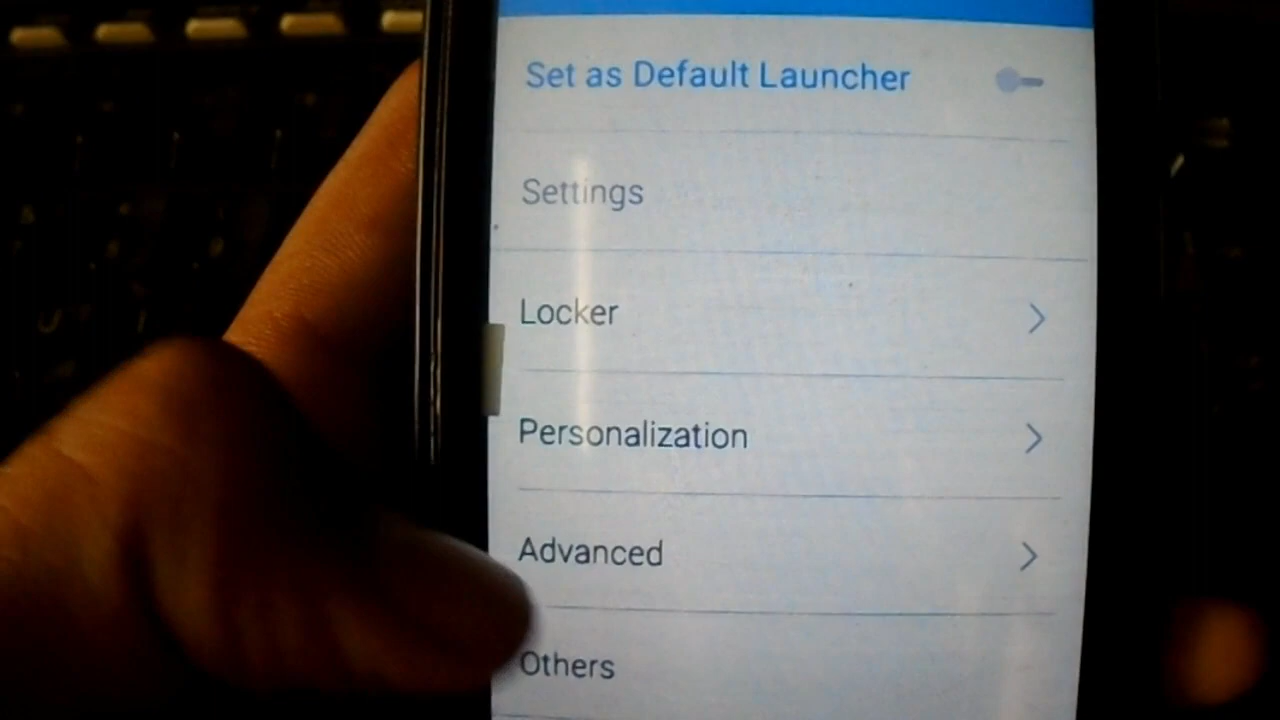 Set as Default Launcher
Settings
Locker
Personalization
Advanced
Others